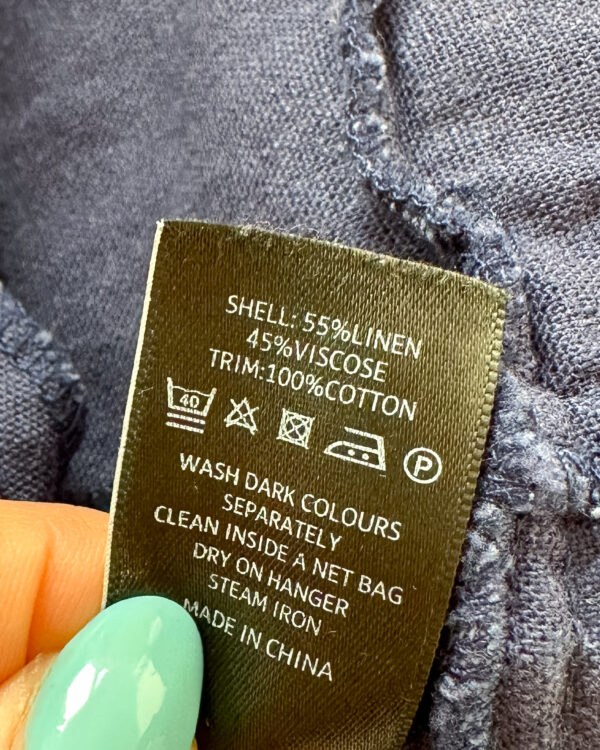 SHELL: 55%LINEN
45%VISCOSE
TRIM:100%COTTON
40 P
WASH DARK COLOURS
SEPARATELY
CLEAN INSIDE A NET BAG
DRY ON HANGER
STEAM IRON
MADE IN CHINA